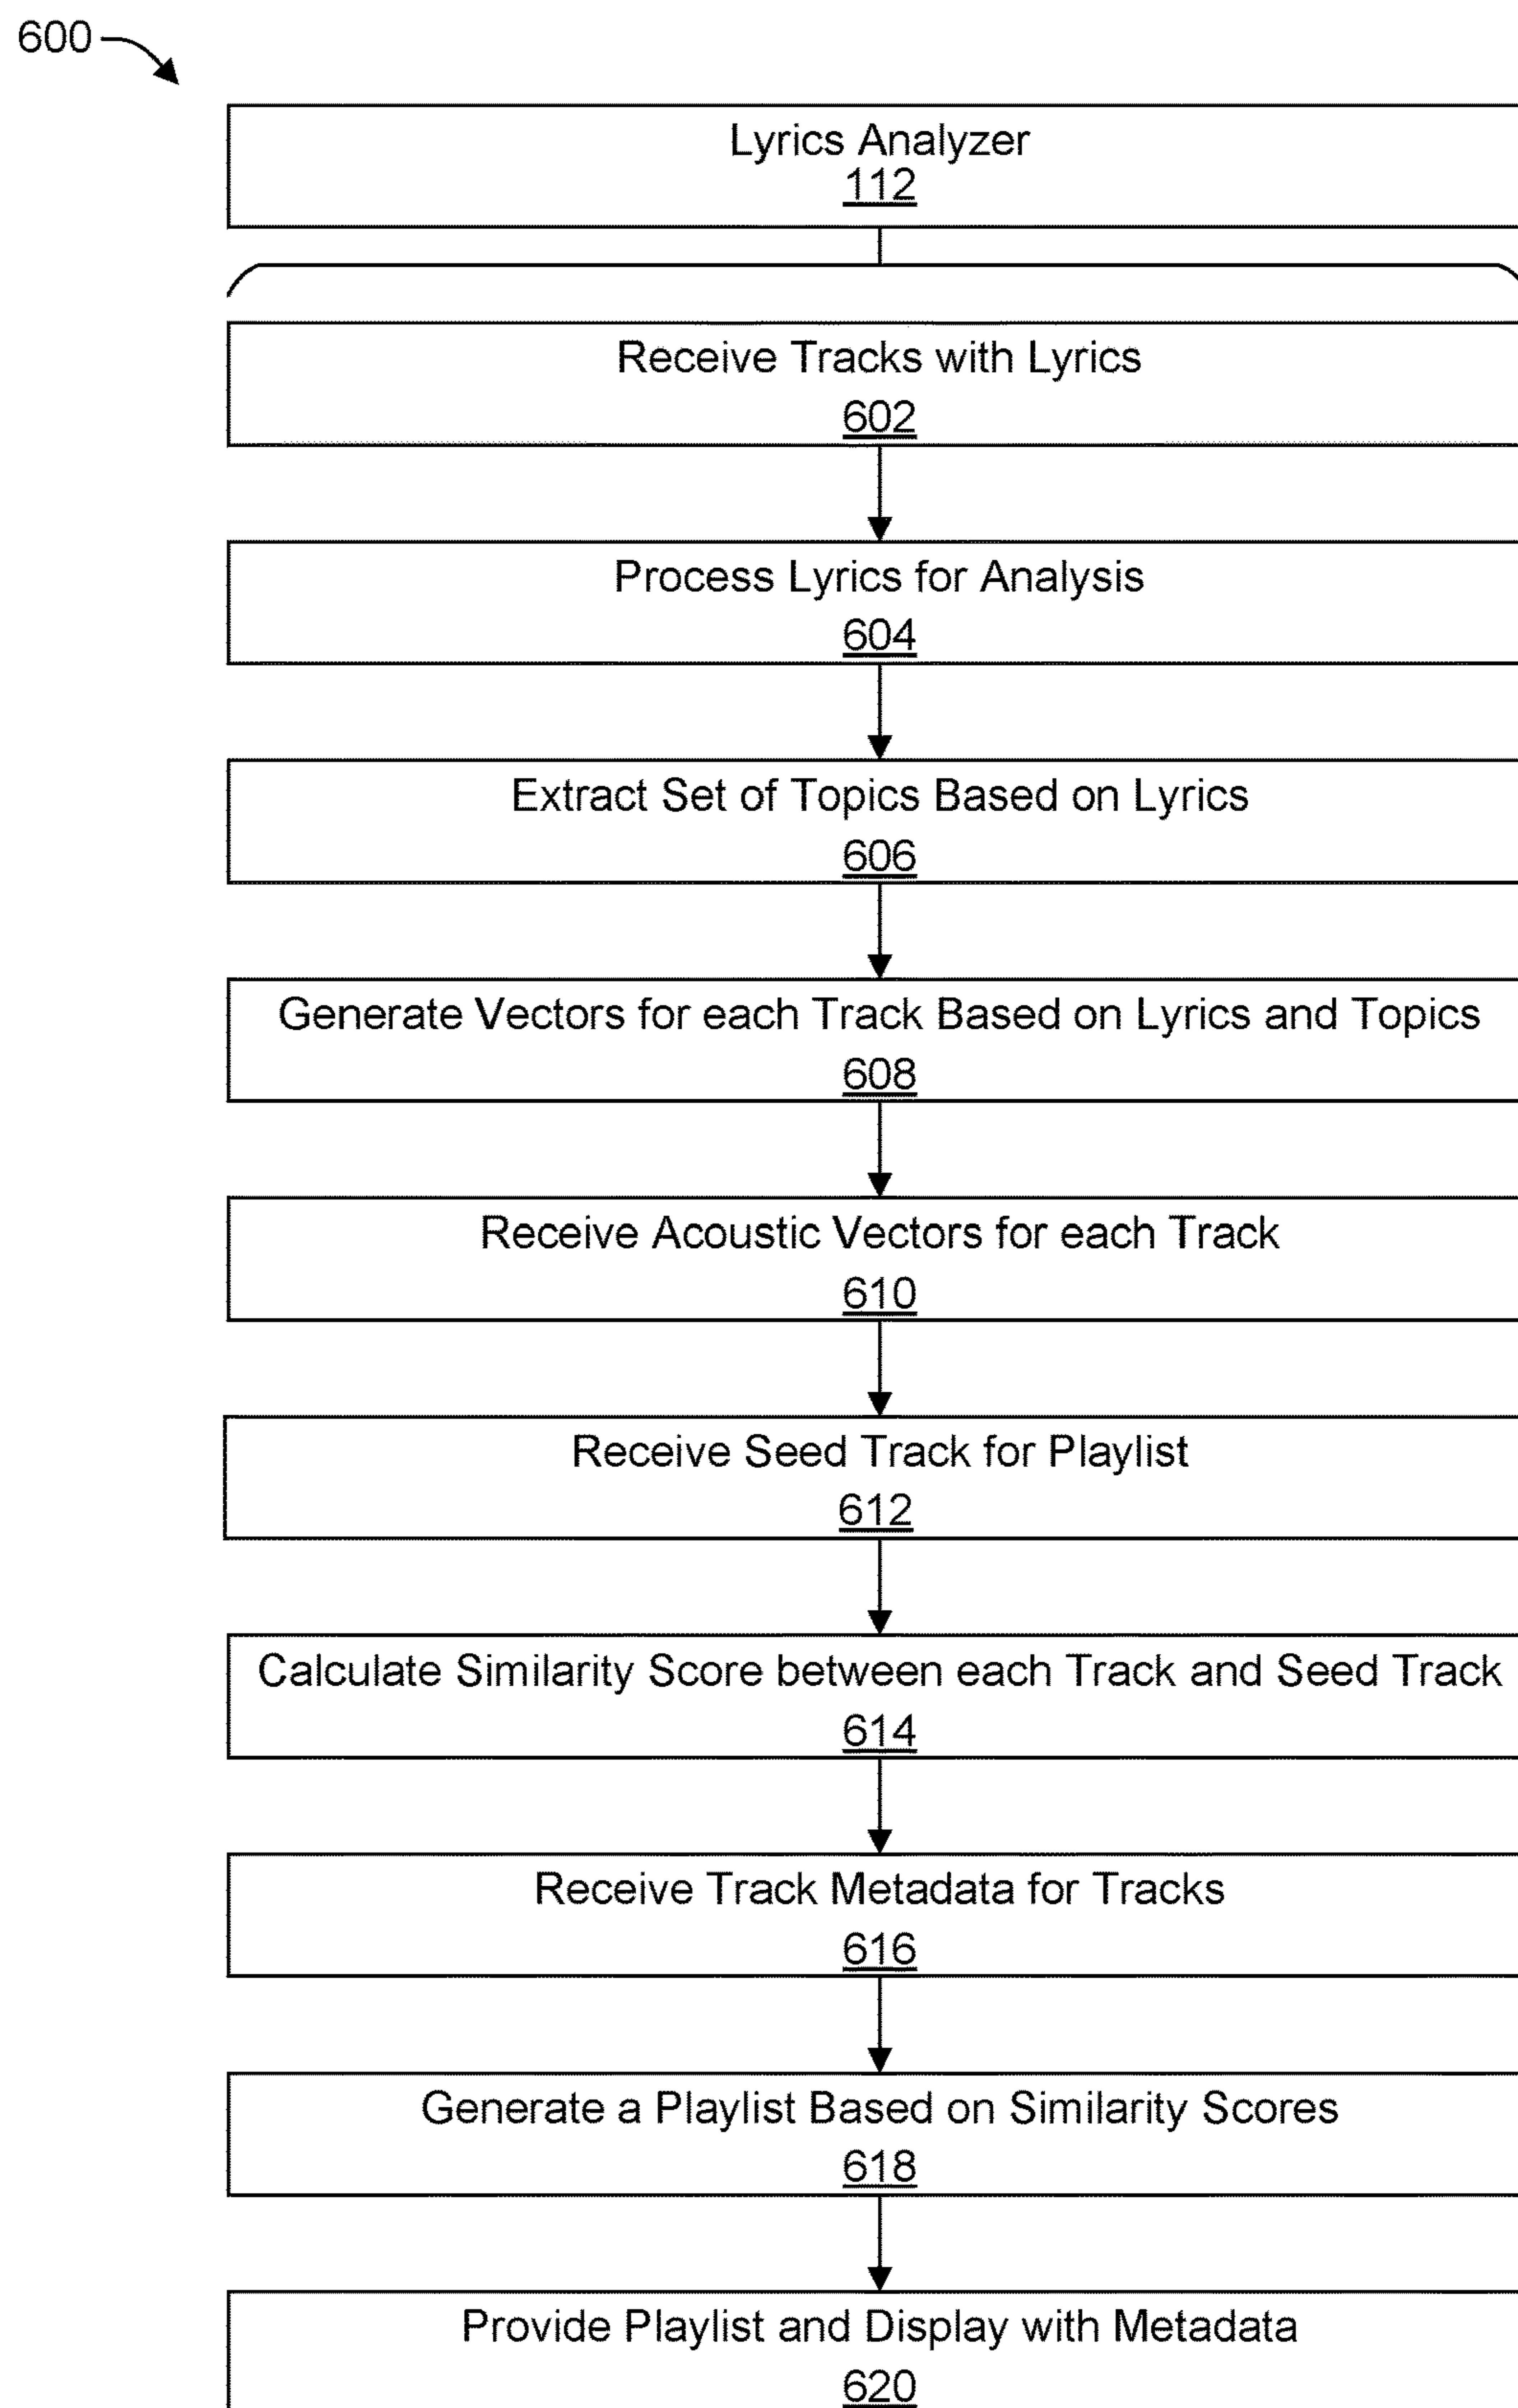 600
Lyrics Analyzer
112
Receive Tracks with Lyrics
602
Process Lyrics for Analysis
604
Extract Set of Topics Based on Lyrics
606
Generate Vectors for each Track Based on Lyrics and Topics
608
Receive Acoustic Vectors for each Track
610
Receive Seed Track for Playlist
612
Calculate Similarity Score between each Track and Seed Track
614
Receive Track Metadata for Tracks
616
Generate a Playlist Based on Similarity Scores
618
Provide Playlist and Display with Metadata
620